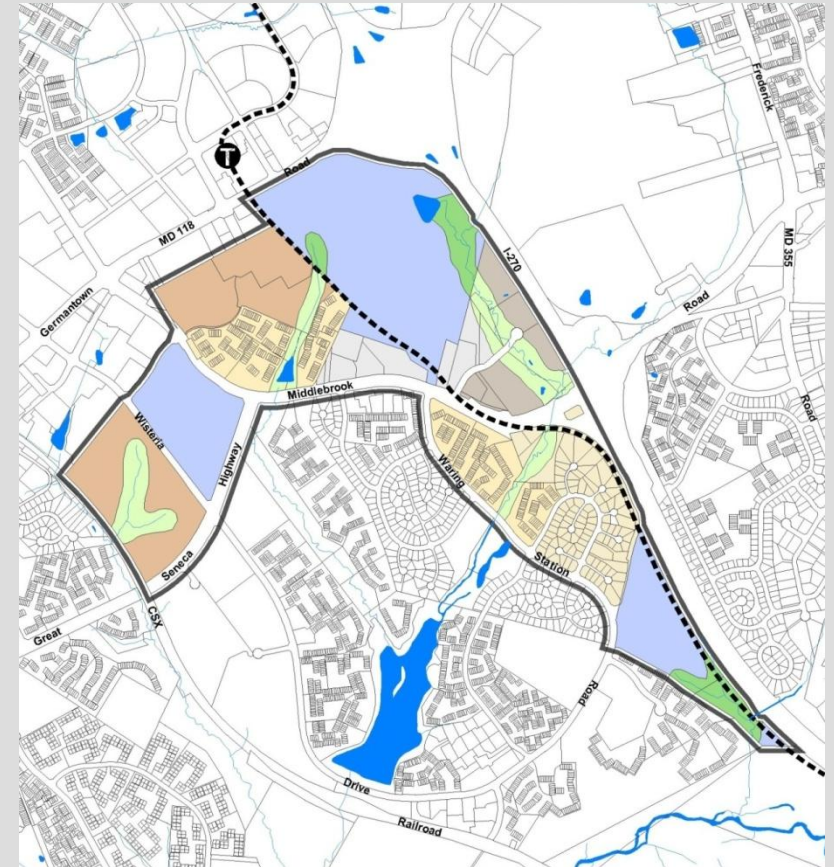 Frederick
T
Road
MD 118
I-270
MD 355
Germantown
Road
Middlebrook
Road
Wisteria
Highway
Waring
Seneca
Station
CSX
Great
Road
Drive
Railroad